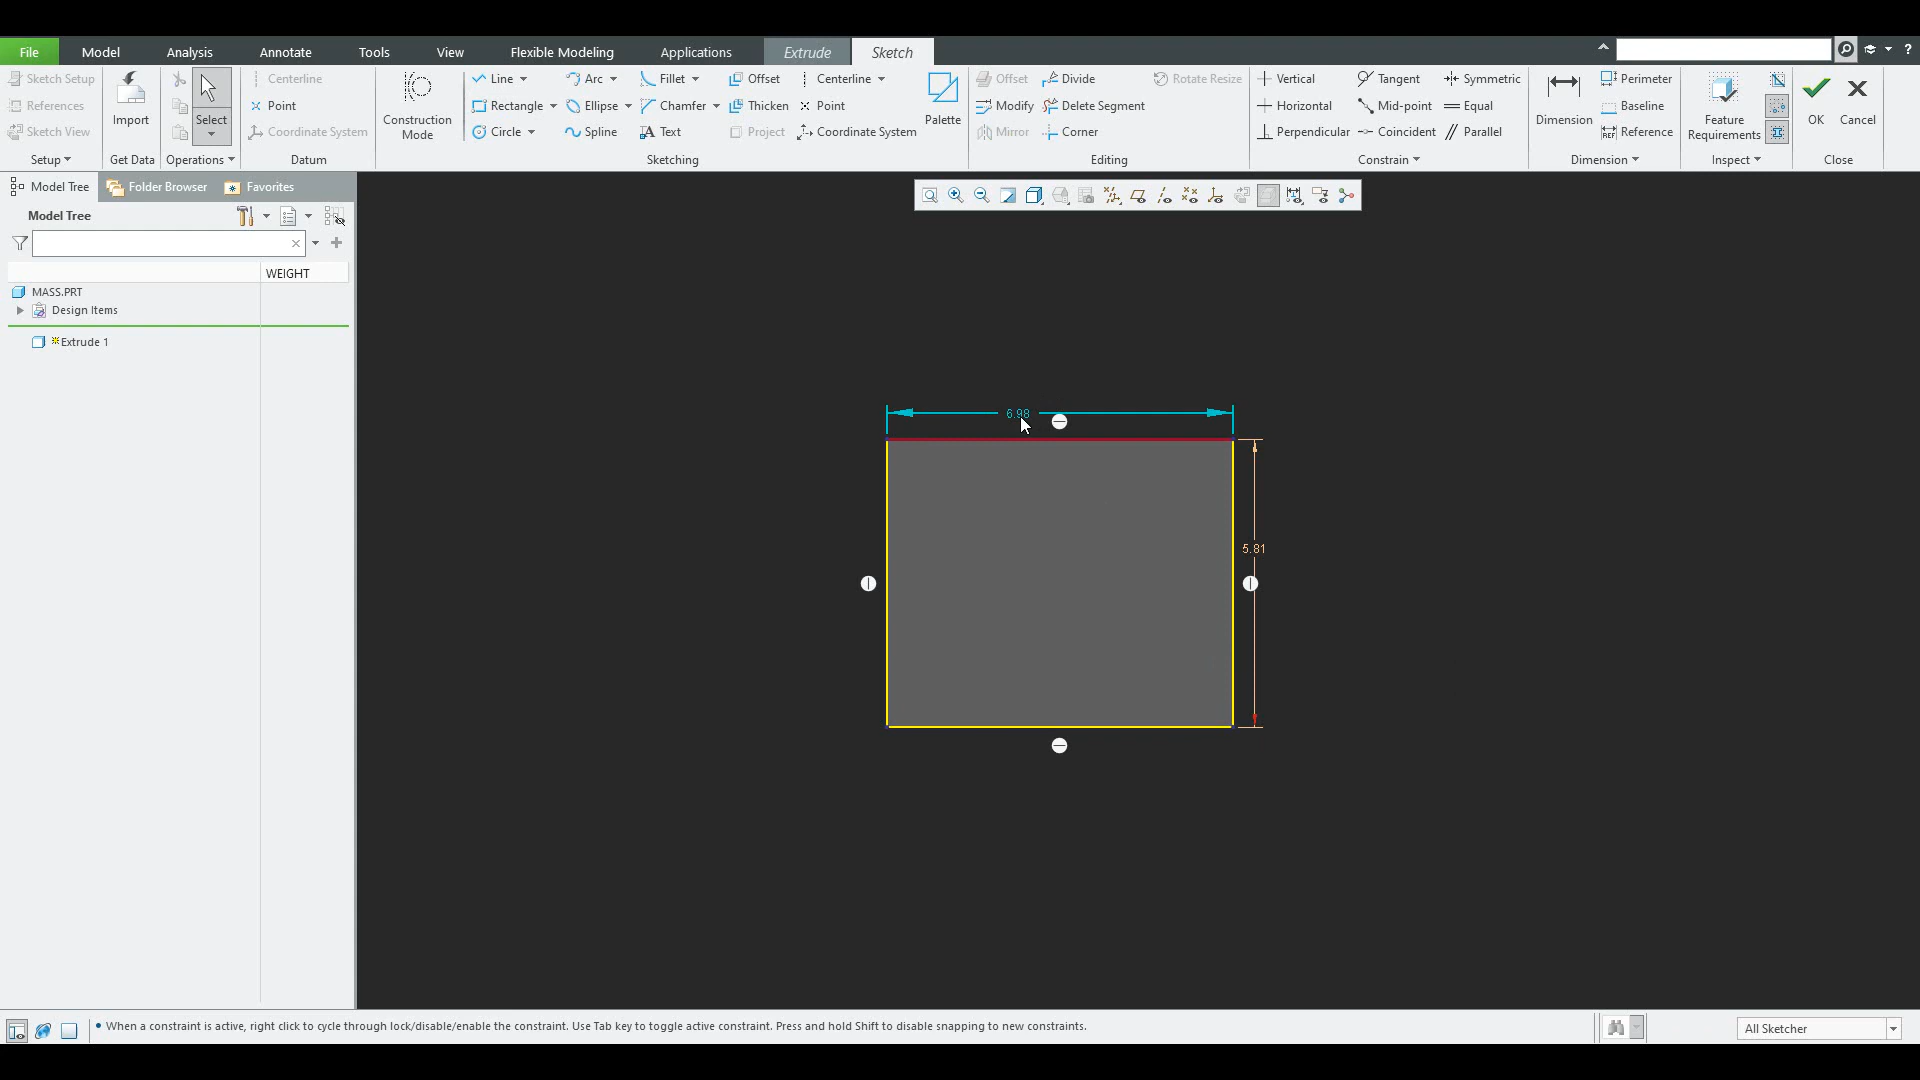 File Model Analysis Annotate Tools View Flexible Modeling Applications Extrude Sketch ?
Sketch Setup Centerline Line Arc Fillet Offset Centerline Offset Divide Rotate Resize Vertical Tangent Symmetric Perimeter
References Import Select Point Construction Mode Rectangle Ellipse Chamfer Thicken Point Palette Modify Delete Segment Horizontal Mid-point Equal Dimension Baseline Feature Requirements OK Cancel
Sketch View Coordinate System Circle Spline Text Project Coordinate System Mirror Corner Perpendicular Coincident Parallel Reference
Setup Get Data Operations Datum Sketching Editing Constrain Dimension Inspect Close
Model Tree Folder Browser Favorites
Model Tree
WEIGHT
MASS.PRT
Design Items
Extrude 1
6.98
5.81
When a constraint is active, right click to cycle through lock/disable/enable the constraint. Use Tab key to toggle active constraint. Press and hold Shift to disable snapping to new constraints.
All Sketcher